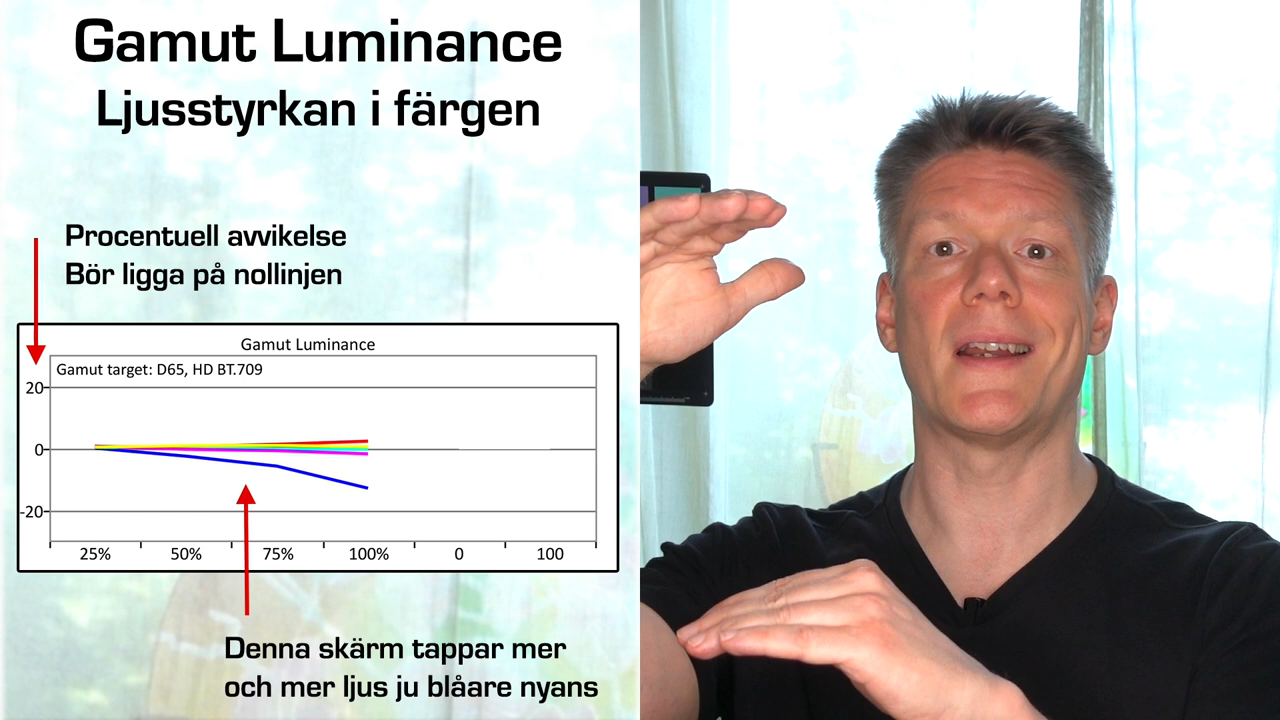 Gamut Luminance
Ljusstyrkan i färgen
Procentuell avvikelse
Bör ligga på nollinjen
Gamut Luminance
Gamut target: D65, HD BT.709
20
0
-20
25% 50% 75% 100% 0 100
Denna skärm tappar mer
och mer ljus ju blåare nyans